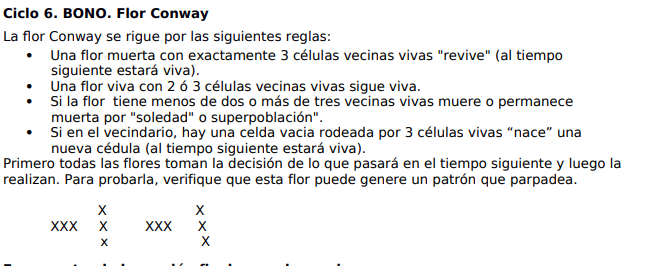 Ciclo 6. BONO. Flor Conway
La flor Conway se rigue por las siguientes reglas:
• Una flor muerta con exactamente 3 células vecinas vivas "revive" (al tiempo
siguiente estará viva).
• Una flor viva con 2 ó 3 células vecinas vivas sigue viva.
• Si la flor tiene menos de dos o más de tres vecinas vivas muere o permanece
muerta por "soledad" o superpoblación".
• Si en el vecindario, hay una celda vacia rodeada por 3 células vivas “nace” una
nueva cédula (al tiempo siguiente estará viva).
Primero todas las flores toman la decisión de lo que pasará en el tiempo siguiente y luego la
realizan. Para probarla, verifique que esta flor puede genere un patrón que parpadea.
X X
XXX X XXX X
x X